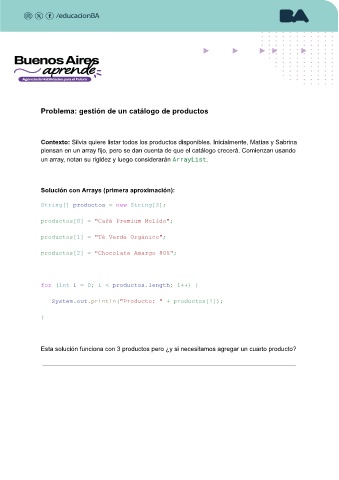 /educacionBA
BA
Buenos Aires
aprende
Agencia de Habilidades para el Futuro
Problema: gestión de un catálogo de productos
Contexto: Silvia quiere listar todos los productos disponibles. Inicialmente, Matías y Sabrina
piensan en un array fijo, pero se dan cuenta de que el catálogo crecerá. Comienzan usando
un array, notan su rigidez y luego considerarán ArrayList.
Solución con Arrays (primera aproximación):
String[] productos = new String[3];
productos[0] = "Café Premium Molido";
productos[1] = "Té Verde Orgánico";
productos[2] = "Chocolate Amargo 80%";
for (int i = 0; i < productos.length; i++) {
System.out.println("Producto: " + productos[i]);
}
Esta solución funciona con 3 productos pero ¿y si necesitamos agregar un cuarto producto?